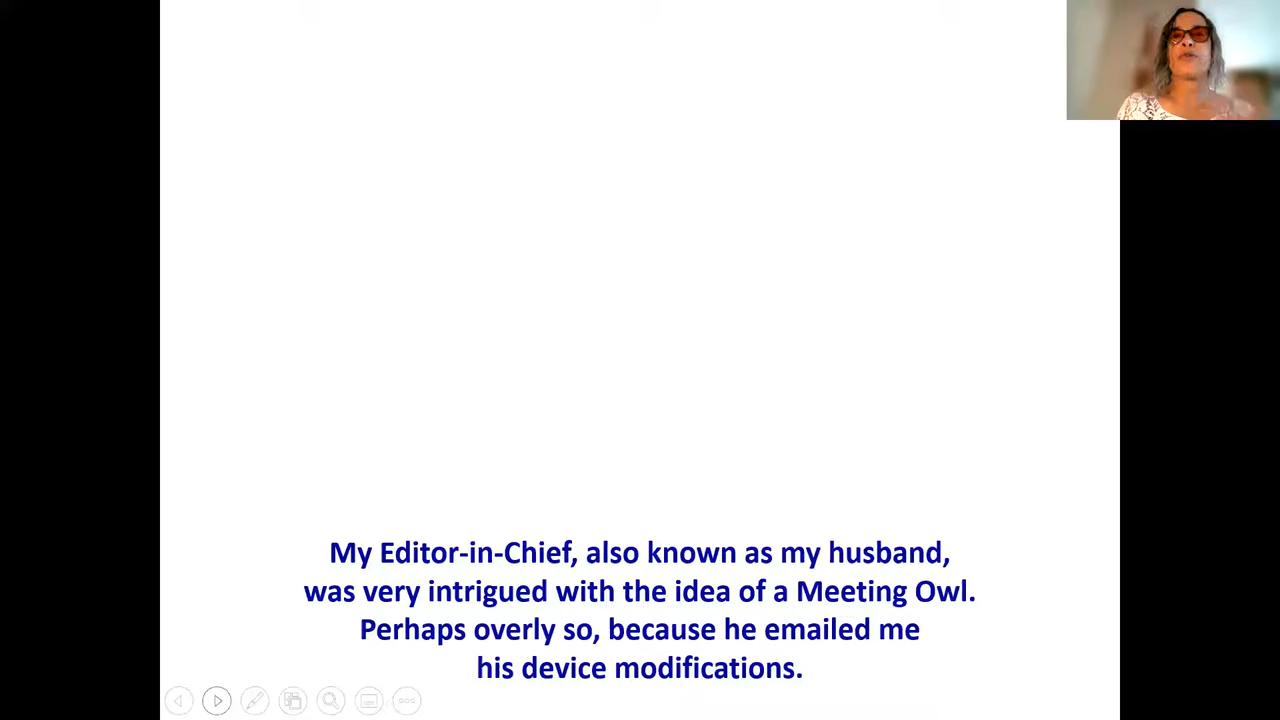 My Editor-in-Chief, also known as my husband,
was very intrigued with the idea of a Meeting Owl.
Perhaps overly so, because he emailed me
his device modifications.